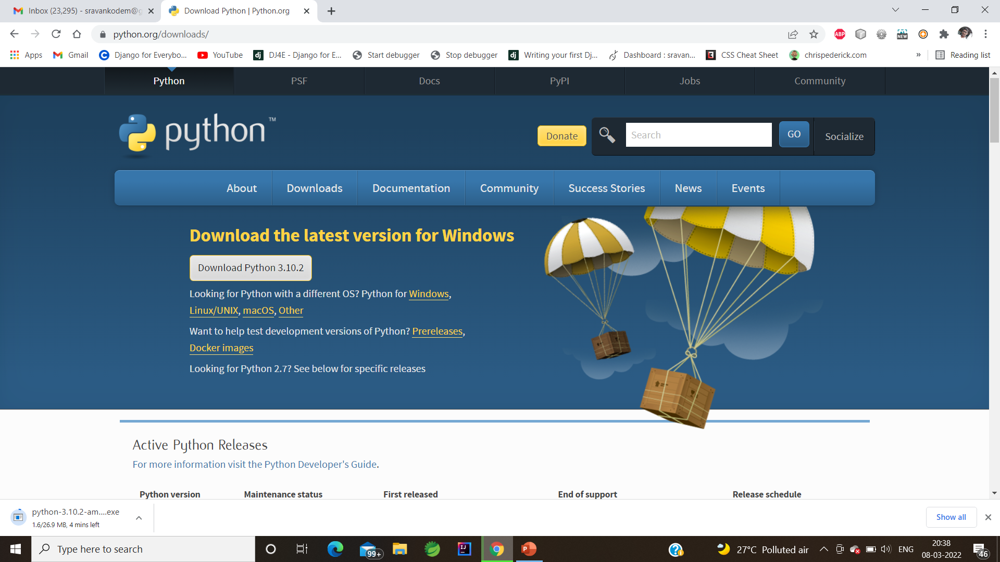 Inbox (23,295) - sravankodem@g
Download Python | Python.org
python.org/downloads/
ABP
NEW
Apps
Gmail
Django for Everybo...
YouTube
dj
DJ4E - Django for E...
Start debugger
Stop debugger
dj
Writing your first Dj...
Dashboard : sravan...
CSS Cheat Sheet
chrispederick.com
»
Reading list
Python
PSF
Docs
PyPI
Jobs
Community
python™
Donate
Search
GO
Socialize
About
Downloads
Documentation
Community
Success Stories
News
Events
Download the latest version for Windows
Download Python 3.10.2
Looking for Python with a different OS? Python for Windows,
Linux/UNIX, macOS, Other
Want to help test development versions of Python? Prereleases,
Docker images
Looking for Python 2.7? See below for specific releases
Active Python Releases
For more information visit the Python Developer's Guide.
Python version
Maintenance status
First released
End of support
Release schedule
python-3.10.2-am....exe
1.6/26.9 MB, 4 mins left
Show all
Type here to search
99+
IJ
P
27°C Polluted air
ENG
20:38
08-03-2022
46